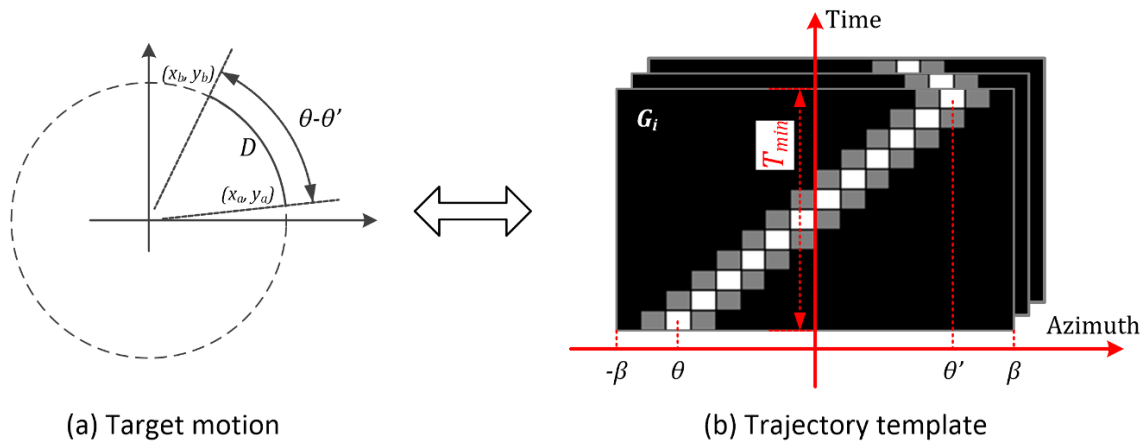 (x_b, y_b)
θ-θ’
D
(x_a, y_a)
(a) Target motion
Time
G_i
T_min
Azimuth
-β
θ
θ’
β
(b) Trajectory template